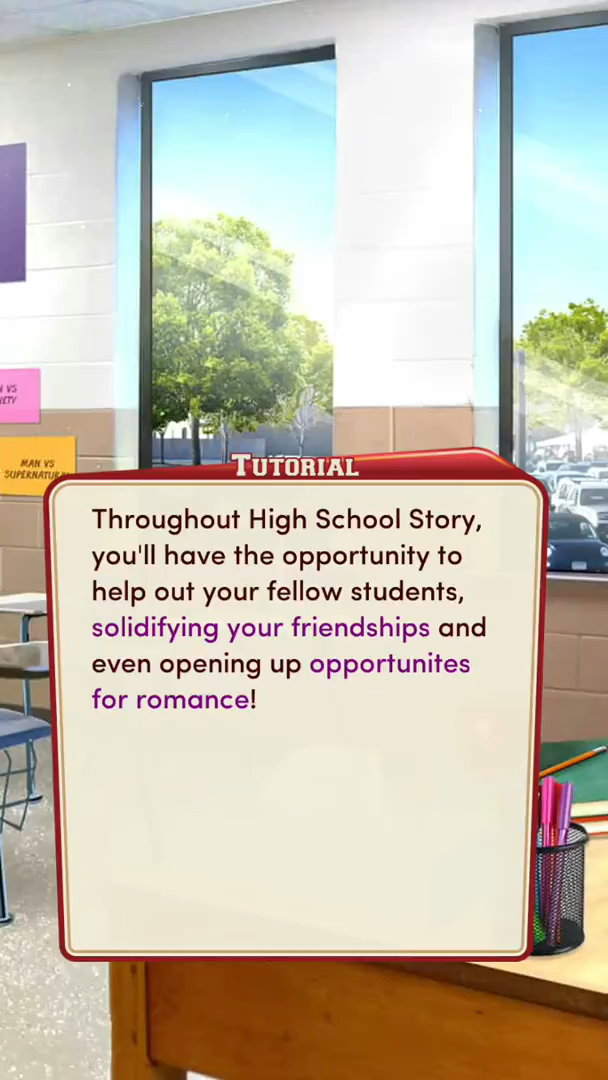 VS
MAN VS
TUTORIAL
Throughout High School Story,
you'll have the opportunity to
help out your fellow students,
solidifying your friendships and
even opening up opportunites
for romance!